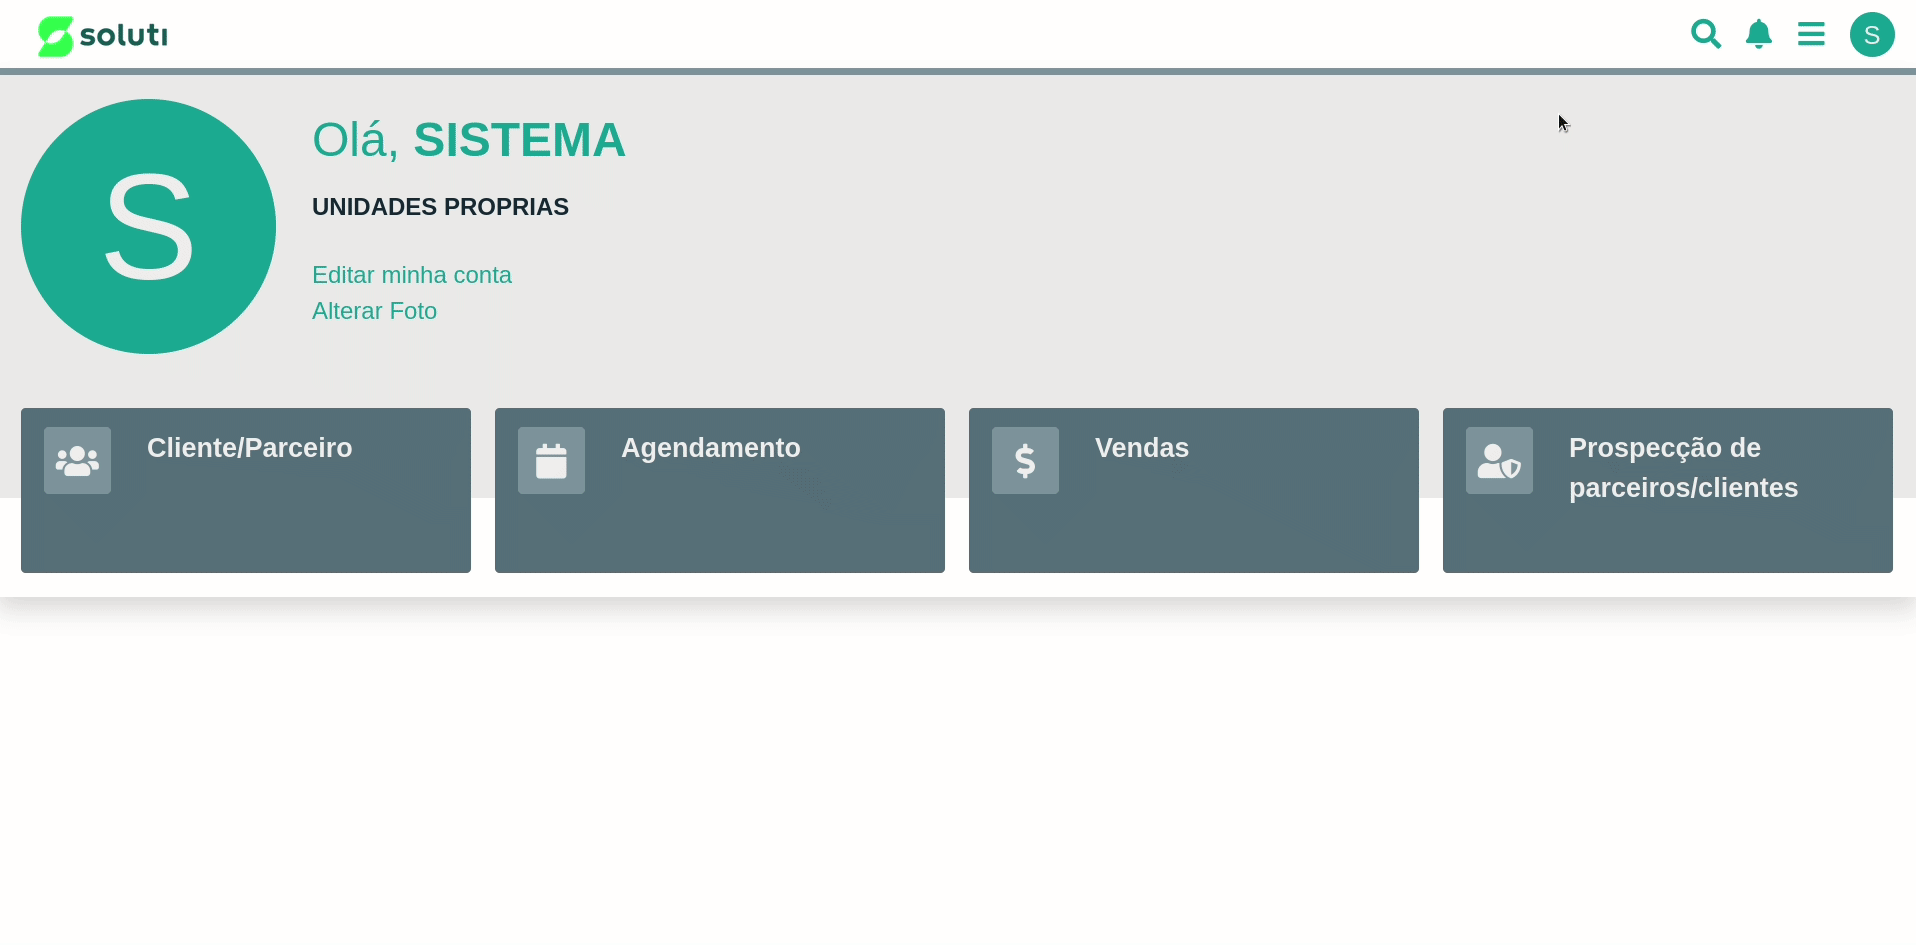 soluti
S
S
Olá, SISTEMA
UNIDADES PROPRIAS
Editar minha conta
Alterar Foto
Cliente/Parceiro
Agendamento
Vendas
Prospecção de
parceiros/clientes